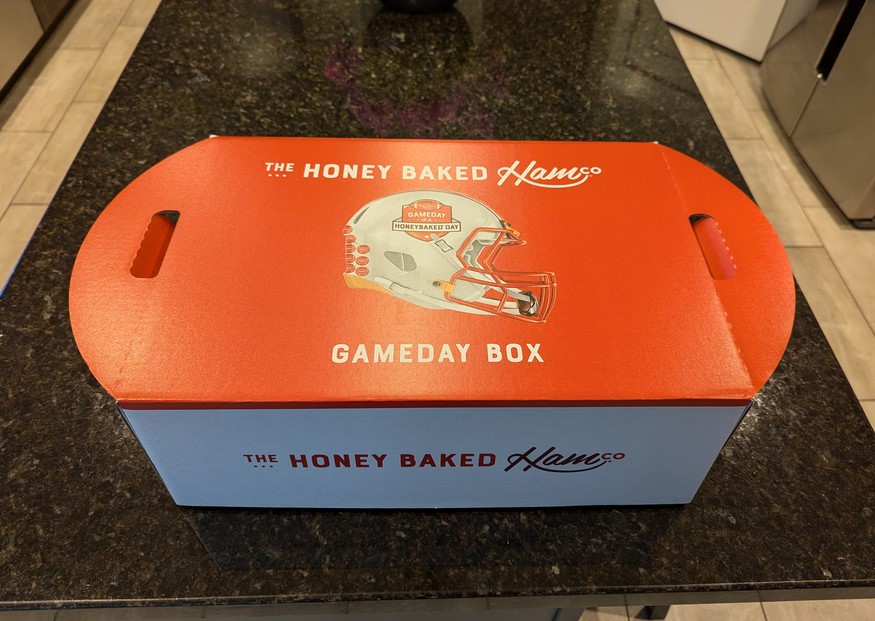 THE HONEY BAKED Ham CO
GAMEDAY
HONEYBAKED DAY
GAMEDAY BOX
THE HONEY BAKED Ham CO